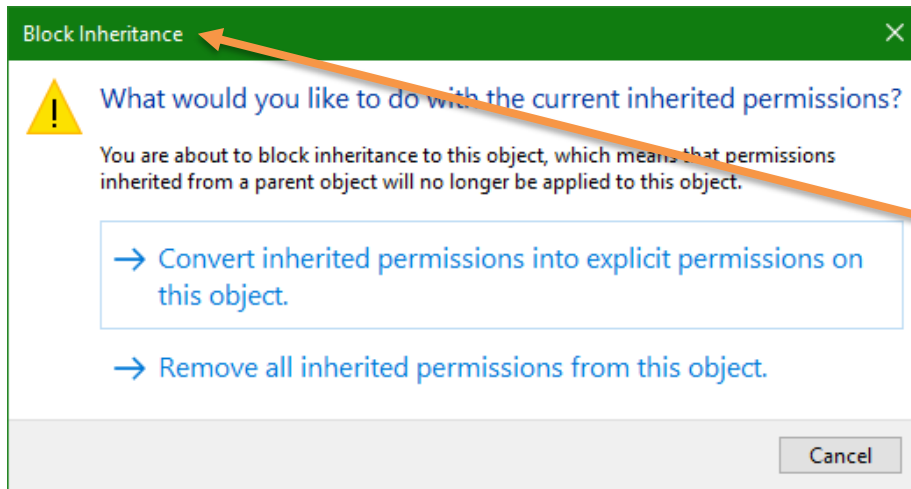 Block Inheritance
What would you like to do with the current inherited permissions?
You are about to block inheritance to this object, which means that permissions
inherited from a parent object will no longer be applied to this object.
→ Convert inherited permissions into explicit permissions on
this object.
→ Remove all inherited permissions from this object.
Cancel